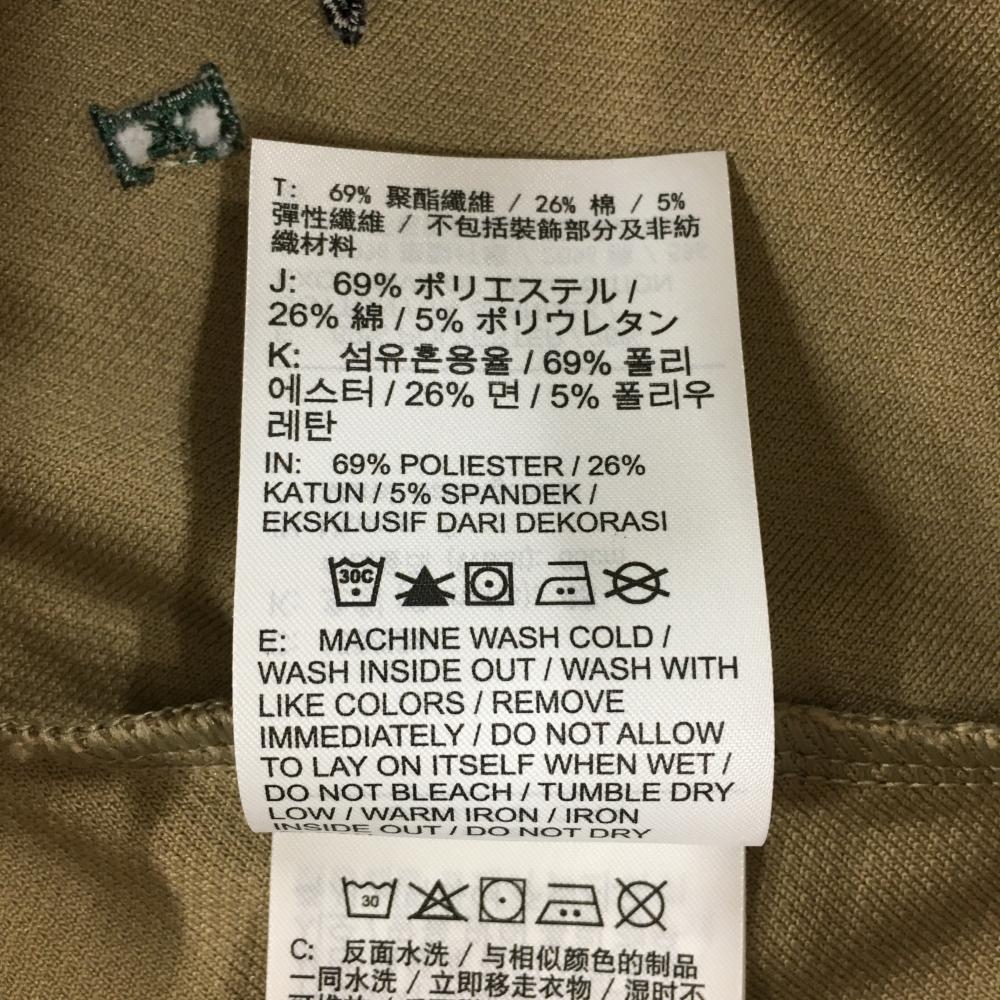 T: 69% 聚酯纖維 / 26% 棉 / 5%
彈性纖維 / 不包括裝飾部分及非紡
織材料
J: 69% ポリエステル /
26% 綿 / 5% ポリウレタン
K: 섬유혼용율 / 69% 폴리
에스터 / 26% 면 / 5% 폴리우
레탄
IN: 69% POLIESTER / 26%
KATUN / 5% SPANDEK /
EKSKLUSIF DARI DEKORASI
30C
E: MACHINE WASH COLD /
WASH INSIDE OUT / WASH WITH
LIKE COLORS / REMOVE
IMMEDIATELY / DO NOT ALLOW
TO LAY ON ITSELF WHEN WET /
DO NOT BLEACH / TUMBLE DRY
LOW / WARM IRON / IRON
INSIDE OUT / DO NOT DRY
30
C: 反面水洗 / 与相似颜色的制品
一同水洗 / 立即移走衣物 / 湿时不